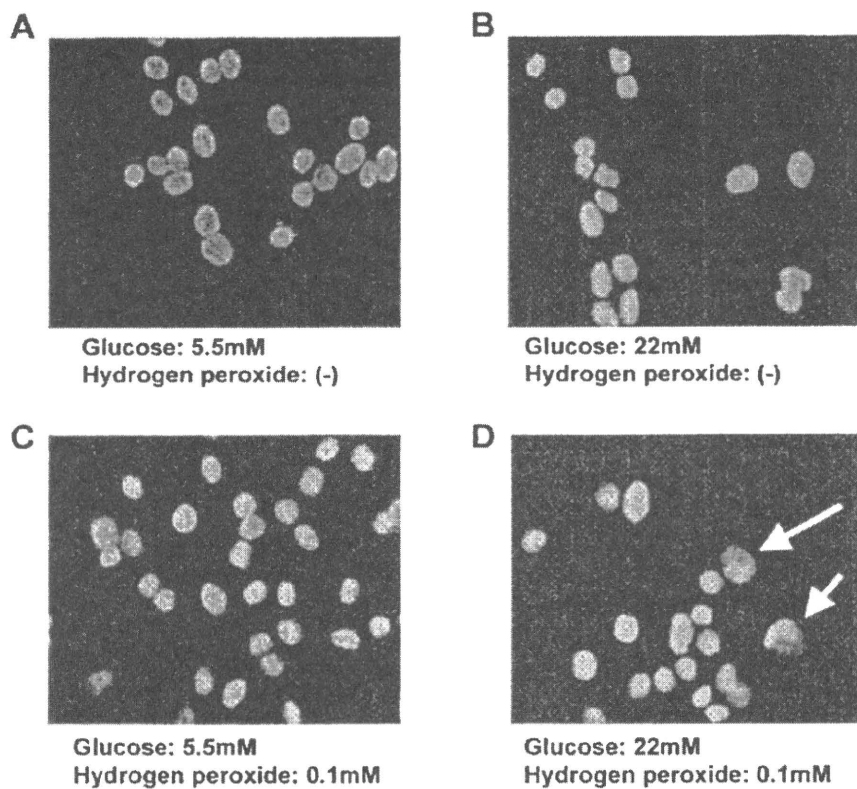 A
B
Glucose: 5.5mM
Hydrogen peroxide: (-)
Glucose: 22mM
Hydrogen peroxide: (-)
C
D
Glucose: 5.5mM
Hydrogen peroxide: 0.1mM
Glucose: 22mM
Hydrogen peroxide: 0.1mM